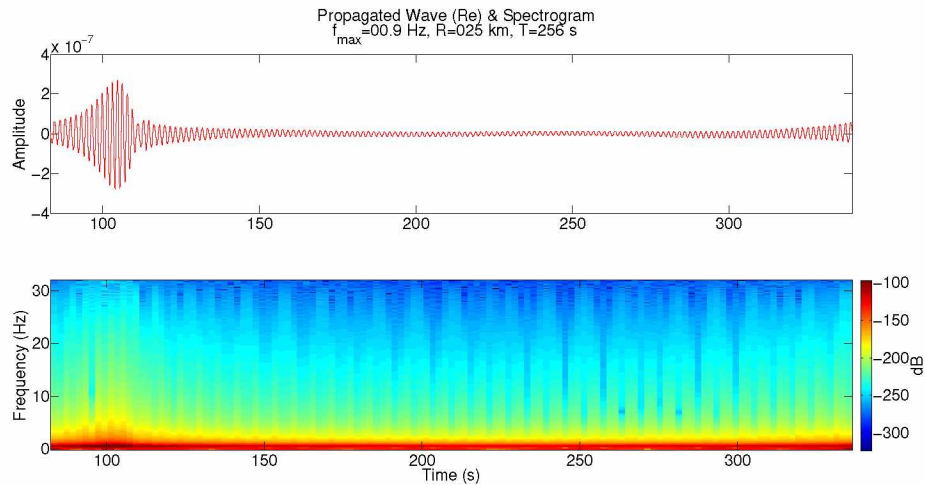 Propagated Wave (Re) & Spectrogram
f_max=00.9 Hz, R=025 km, T=256 s
x 10^-7
4
2
0
−2
−4
Amplitude
100 150 200 250 300
30
20
10
0
Frequency (Hz)
100 150 200 250 300
Time (s)
−100
−150
−200
−250
−300
dB